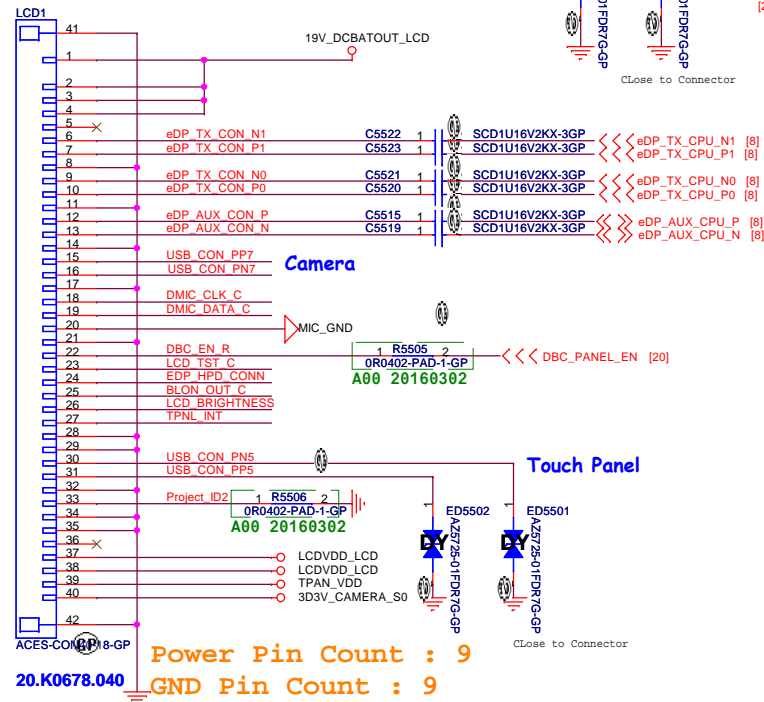 LCD1
41
1
2
3
4
5
6
7
8
9
10
11
12
13
14
15
16
17
18
19
20
21
22
23
24
25
26
27
28
29
30
31
32
33
34
35
36
37
38
39
40
42
20.K0678.040
19V_DCBATOUT_LCD
01FDR7G-GP
01FDR7G-GP
CLose to Connector
eDP_TX_CON_N1 C5522 1 SCD1U16V2KX-3GP eDP_TX_CPU_N1 [8]
eDP_TX_CON_P1 C5523 1 SCD1U16V2KX-3GP eDP_TX_CPU_P1 [8]
eDP_TX_CON_N0 C5521 1 SCD1U16V2KX-3GP eDP_TX_CPU_N0 [8]
eDP_TX_CON_P0 C5520 1 SCD1U16V2KX-3GP eDP_TX_CPU_P0 [8]
eDP_AUX_CON_P C5515 1 SCD1U16V2KX-3GP eDP_AUX_CPU_P [8]
eDP_AUX_CON_N C5519 1 SCD1U16V2KX-3GP eDP_AUX_CPU_N [8]
USB_CON_PP7
USB_CON_PN7
Camera
DMIC_CLK_C
DMIC_DATA_C
MIC_GND
DBC_EN_R 1 R5505 2 DBC_PANEL_EN [20]
0R0402-PAD-1-GP
A00 20160302
LCD_TST_C
EDP_HPD_CONN
BLON_OUT_C
LCD_BRIGHTNESS
TPNL_INT
USB_CON_PN5
USB_CON_PP5
Touch Panel
Project_ID2 1 R5506 2
0R0402-PAD-1-GP
A00 20160302
1
ED5502
AZ5725-01FDR7G-GP
DY
1
ED5501
AZ5725-01FDR7G-GP
DY
LCDVDD_LCD
LCDVDD_LCD
TPAN_VDD
3D3V_CAMERA_S0
CLose to Connector
Power Pin Count : 9
GND Pin Count : 9